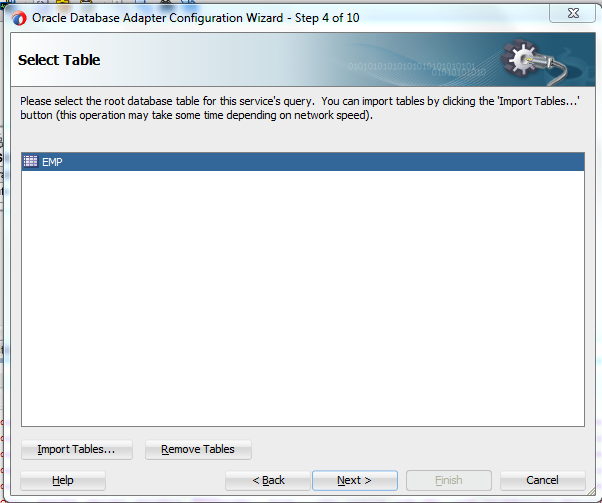 Oracle Database Adapter Configuration Wizard - Step 4 of 10
Select Table
01010101010101010101010101
0101010101010
Please select the root database table for this service's query. You can import tables by clicking the 'Import Tables...'
button (this operation may take some time depending on network speed).
EMP
Import Tables...
Remove Tables
Help
< Back
Next >
Finish
Cancel